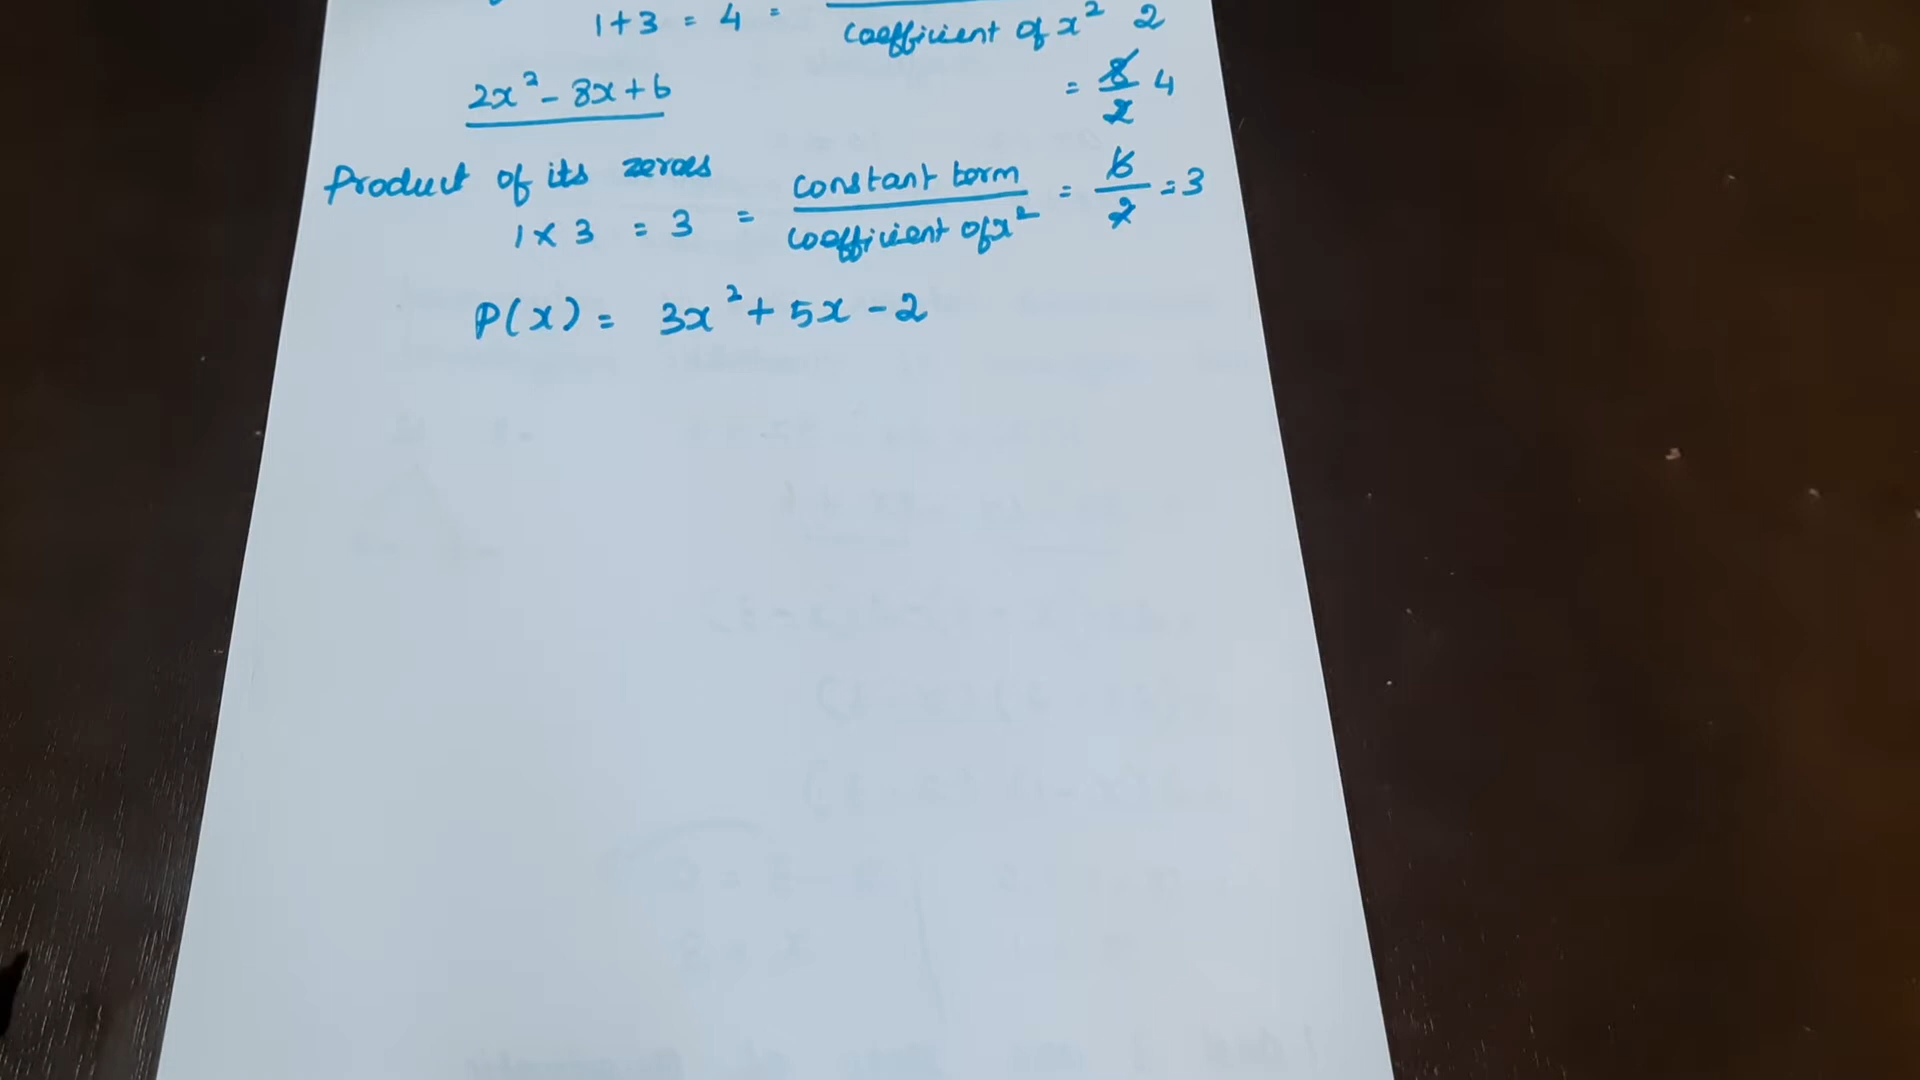 1+3 = 4 = coefficient of x² 2
2x² - 8x + 6 = 8/2 4
Product of its zeroes constant term = 6/2 = 3
1 x 3 = 3 = coefficient of x²
P(x) = 3x² + 5x - 2